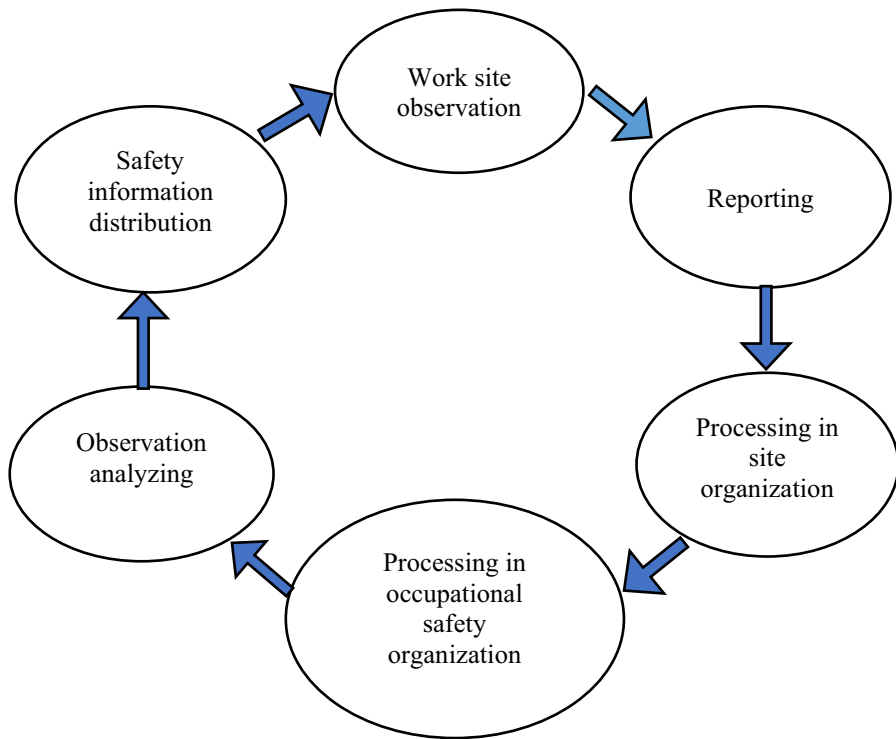 Work site
observation
Reporting
Processing in
site
organization
Processing in
occupational
safety
organization
Observation
analyzing
Safety
information
distribution